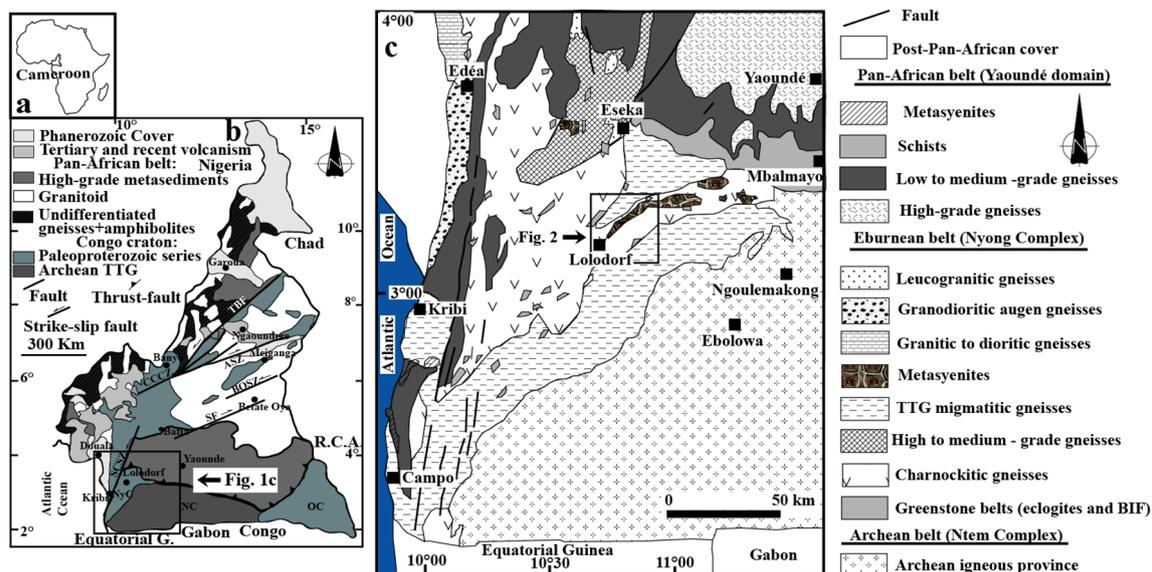 Cameroon
a
10°
b
15°
Phanerozoic Cover
Tertiary and recent volcanism
Pan-African belt:
High-grade metasediments
Granitoid
Undifferentiated
gneisses+amphibolites
Congo craton:
Paleoproterozoic series
Archean TTG
Fault
Thrust-fault
Strike-slip fault
300 Km
Nigeria
N
Chad
10°
Garoua
8°
TBF
Ngaoundere
Meiganga
Banyo
ASZ
6°
BOSZ
Betate Oya
SF
R.C.A
Douala
4°
Yaounde
Lolodorf
Fig. 1c
Kribi
NyC
NC
OC
Atlantic
Ocean
2°
Equatorial G.
Gabon
Congo
4°00
c
Edéa
Yaoundé
Eseka
Mbalmayo
Fig. 2
Lolodorf
Ocean
3°00
Kribi
Ngoulemakong
Ebolowa
Atlantic
Campo
0
50 km
Equatorial Guinea
Gabon
10°00
10°30
11°00
Fault
Post-Pan-African cover
Pan-African belt (Yaoundé domain)
Metasyenites
Schists
N
Low to medium -grade gneisses
High-grade gneisses
Eburnean belt (Nyong Complex)
Leucogranitic gneisses
Granodioritic augen gneisses
Granitic to dioritic gneisses
Metasyenites
TTG migmatitic gneisses
High to medium - grade gneisses
Charnockitic gneisses
Greenstone belts (eclogites and BIF)
Archean belt (Ntem Complex)
Archean igneous province